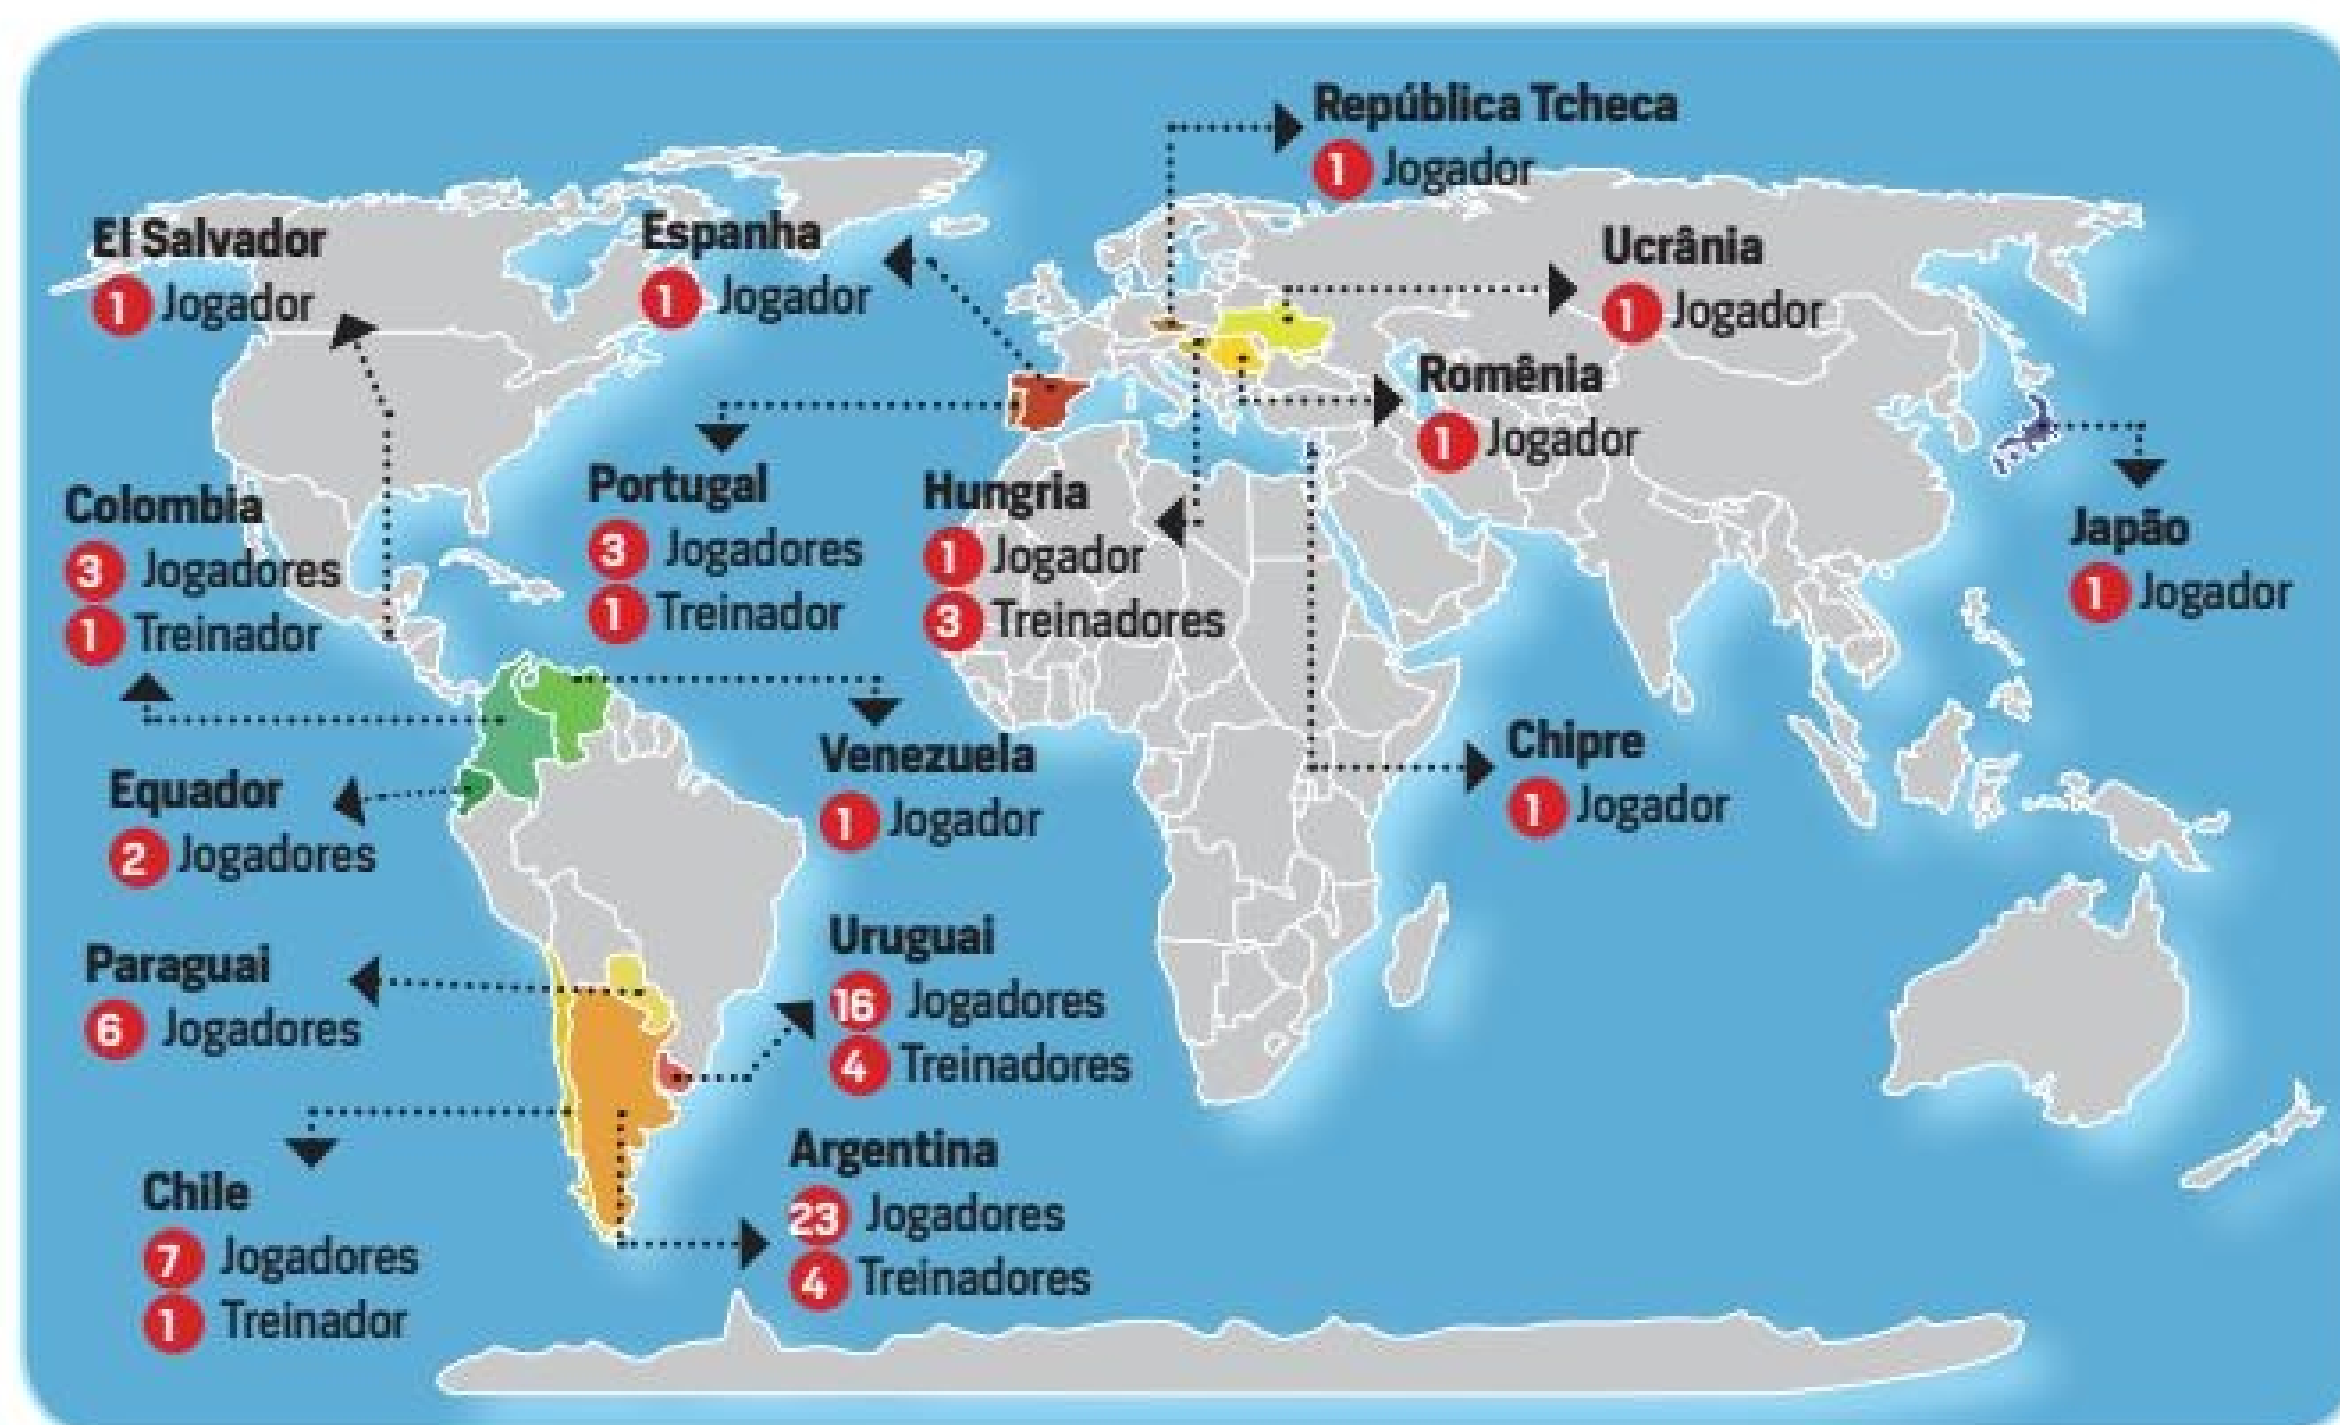 República Tcheca
1 Jogador
El Salvador
1 Jogador
Espanha
1 Jogador
Ucrânia
1 Jogador
Romênia
1 Jogador
Colombia
3 Jogadores
1 Treinador
Portugal
3 Jogadores
1 Treinador
Hungria
1 Jogador
3 Treinadores
Japão
1 Jogador
Equador
2 Jogadores
Venezuela
1 Jogador
Chipre
1 Jogador
Paraguai
6 Jogadores
Uruguai
16 Jogadores
4 Treinadores
Chile
7 Jogadores
1 Treinador
Argentina
23 Jogadores
4 Treinadores